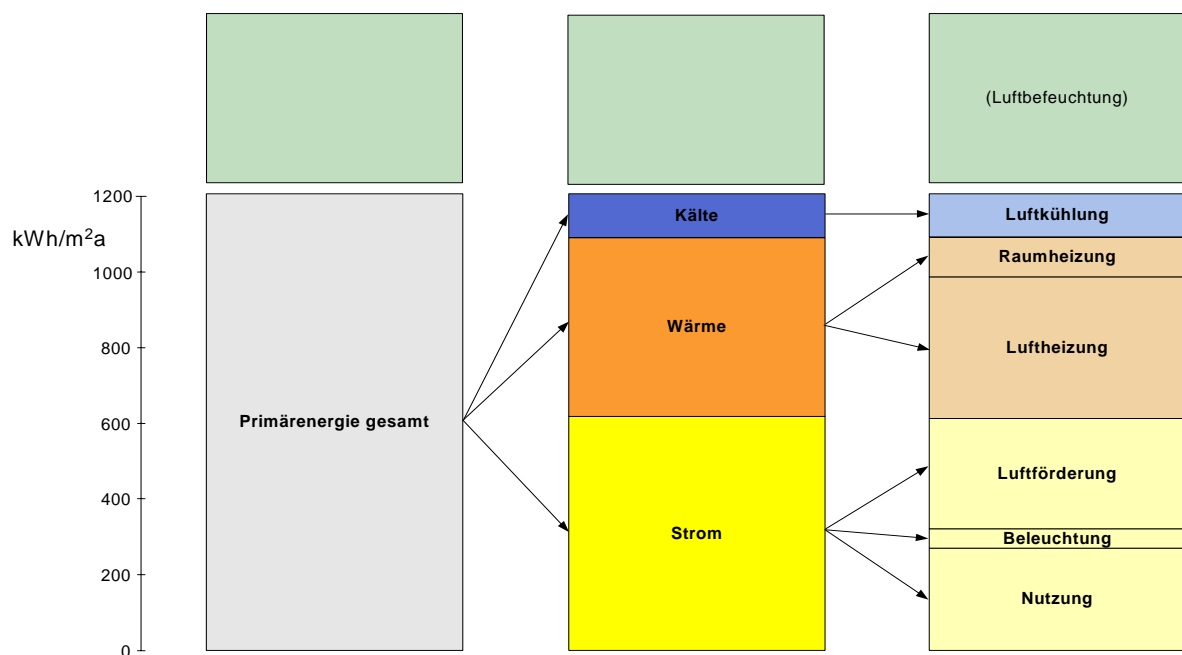 (Luftbefeuchtung)
1200
kWh/m²a
1000
800
600
400
200
0
Primärenergie gesamt
Kälte
Wärme
Strom
Luftkühlung
Raumheizung
Luftheizung
Luftförderung
Beleuchtung
Nutzung